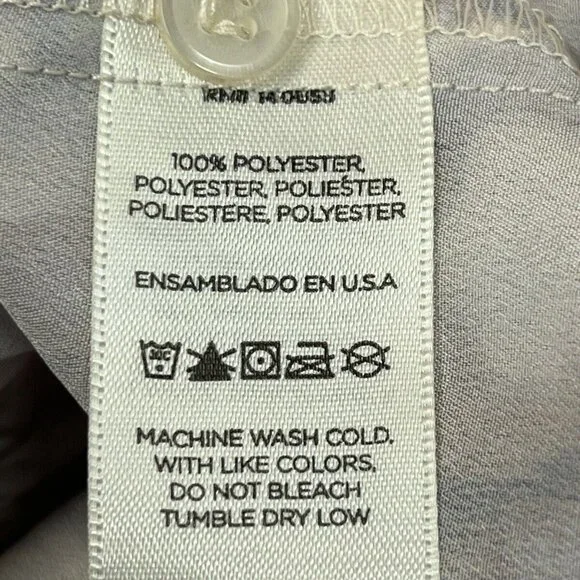 100% POLYESTER,
POLYESTER, POLIEŠTER,
POLIESTERE, POLYESTER
ENSAMBLADO EN U.S.A
MACHINE WASH COLD.
WITH LIKE COLORS.
DO NOT BLEACH
TUMBLE DRY LOW